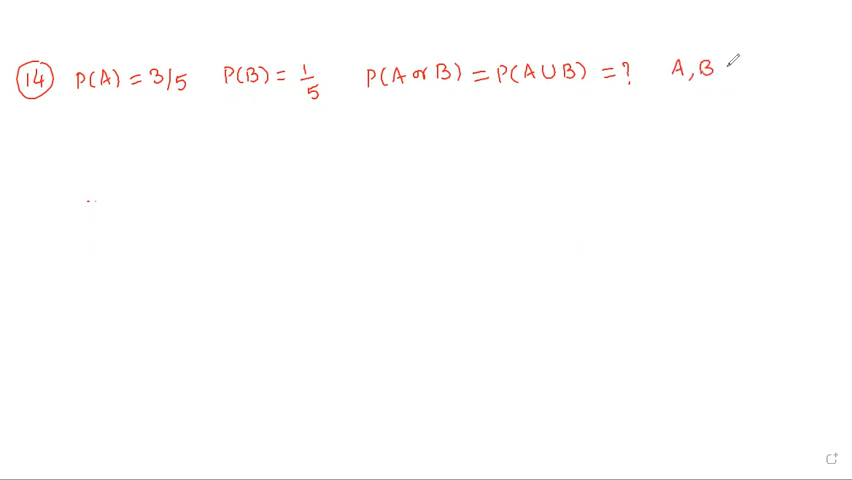 14 P(A) = 3/5 P(B) = 1/5 P(A or B) = P(A ∪ B) = ? A, B